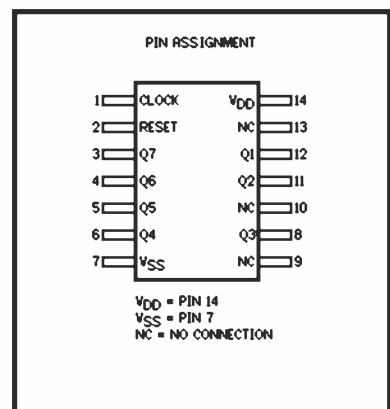 PIN ASSIGNMENT
1 CLOCK VDD 14
2 RESET NC 13
3 Q7 Q1 12
4 Q6 Q2 11
5 Q5 NC 10
6 Q4 Q3 8
7 VSS NC 9
VDD = PIN 14
VSS = PIN 7
NC = NO CONNECTION